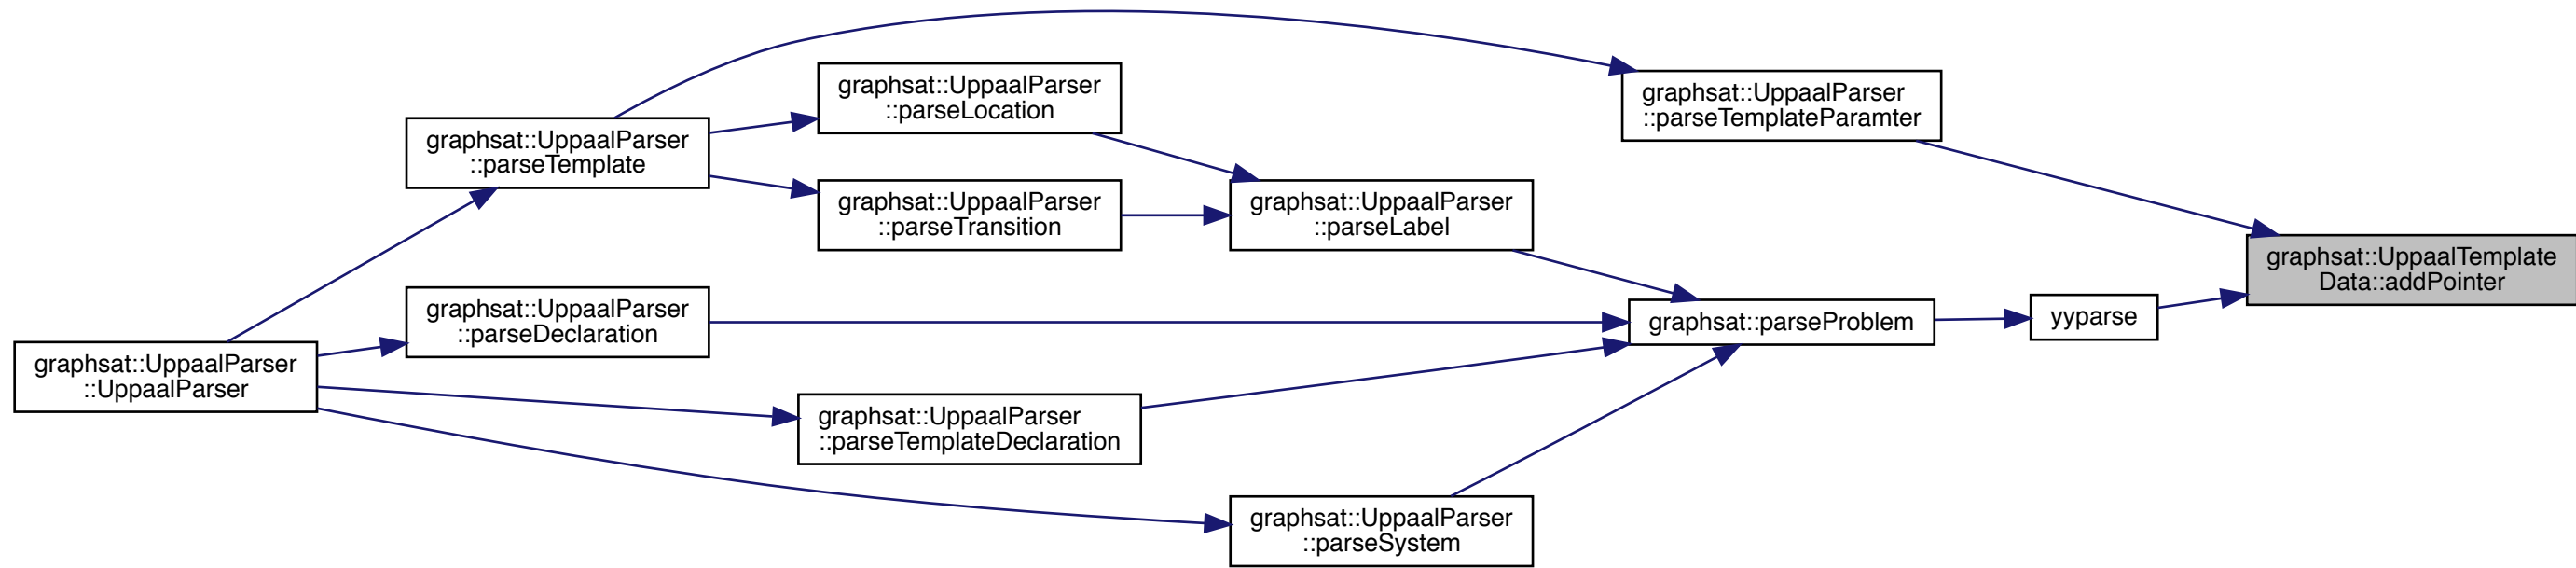 graphsat::UppaalParser
::UppaalParser
graphsat::UppaalParser
::parseTemplate
graphsat::UppaalParser
::parseDeclaration
graphsat::UppaalParser
::parseLocation
graphsat::UppaalParser
::parseTransition
graphsat::UppaalParser
::parseTemplateDeclaration
graphsat::UppaalParser
::parseLabel
graphsat::UppaalParser
::parseSystem
graphsat::UppaalParser
::parseTemplateParamter
graphsat::parseProblem
yyparse
graphsat::UppaalTemplate
Data::addPointer